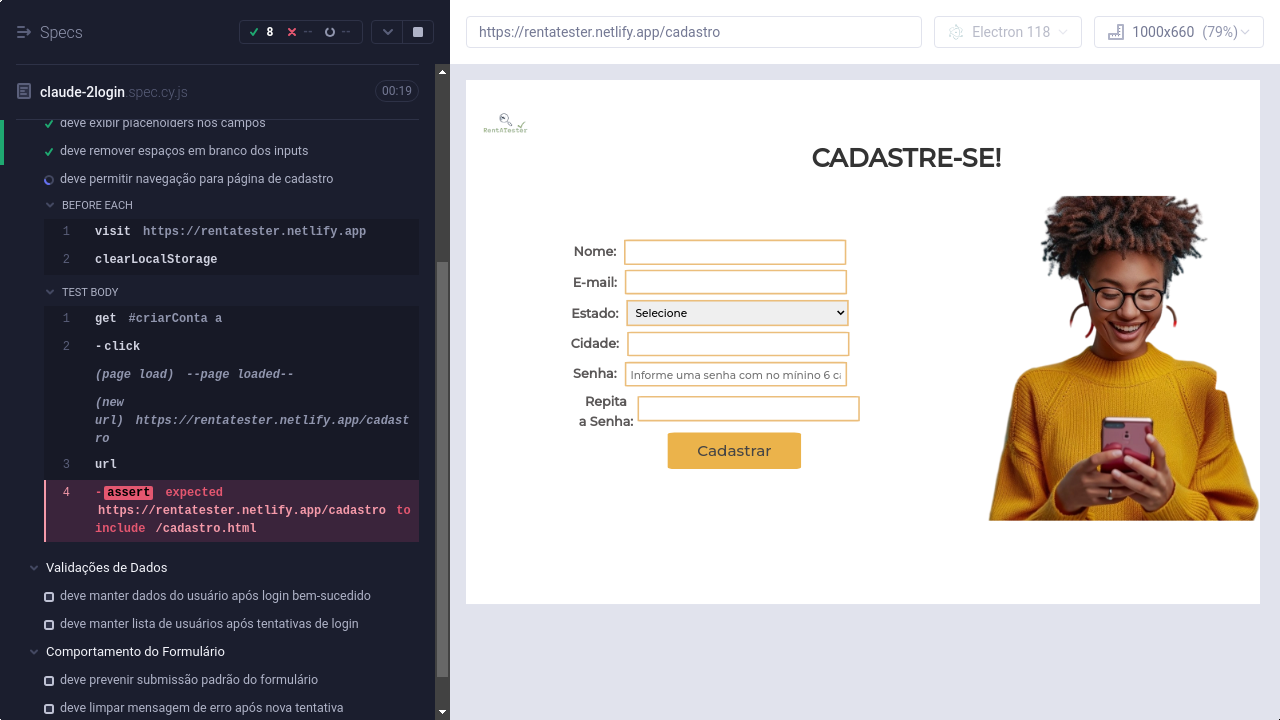 Specs
8
--
--
https://rentatester.netlify.app/cadastro
Electron 118
1000x660 (79%)
claude-2login.spec.cy.js
00:19
deve exibir placeholders nos campos
deve remover espaços em branco dos inputs
deve permitir navegação para página de cadastro
BEFORE EACH
1 visit https://rentatester.netlify.app
2 clearLocalStorage
TEST BODY
1 get #criarConta a
2 -click
(page load) --page loaded--
(new
url) https://rentatester.netlify.app/cadast
ro
3 url
4 -assert expected
https://rentatester.netlify.app/cadastro to
include /cadastro.html
Validações de Dados
deve manter dados do usuário após login bem-sucedido
deve manter lista de usuários após tentativas de login
Comportamento do Formulário
deve prevenir submissão padrão do formulário
deve limpar mensagem de erro após nova tentativa
RentATester
CADASTRE-SE!
Nome:
E-mail:
Estado: Selecione
Cidade:
Senha: Informe uma senha com no mínino 6 ca
Repita
a Senha:
Cadastrar